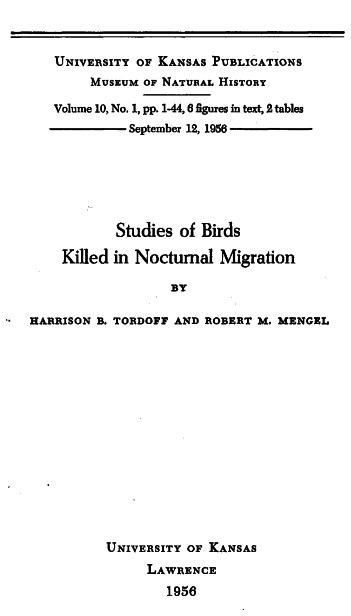 University of Kansas Publications
Museum of Natural History
Volume 10, No. 1, pp. 1-44, 6 figures in text, 2 tables
September 12, 1956
Studies of Birds
Killed in Nocturnal Migration
BY
HARRISON B. TORDOFF AND ROBERT M. MENGEL
University of Kansas
Lawrence
1956